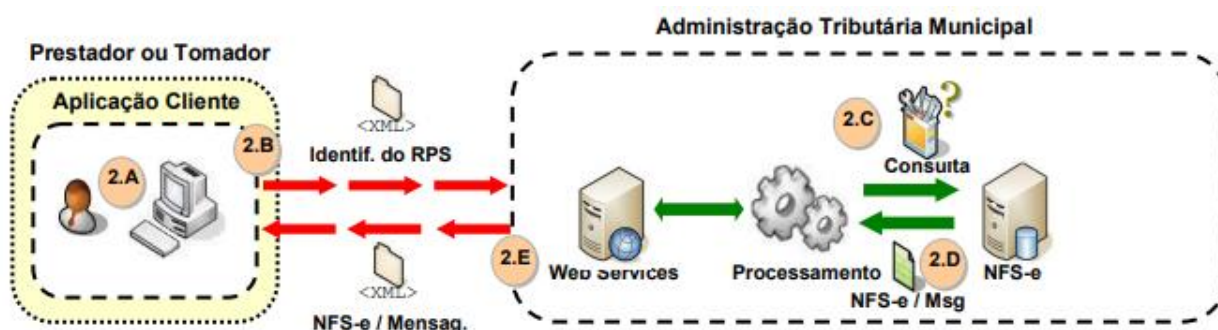 Administração Tributária Municipal
Prestador ou Tomador
Aplicação Cliente
2.A
2.B
<XML>
Identif. do RPS
2.C
?
Consulta
2.E
Web Services
Processamento
2.D
NFS-e
NFS-e / Msg
<XML>
NFS-e / Mensag.